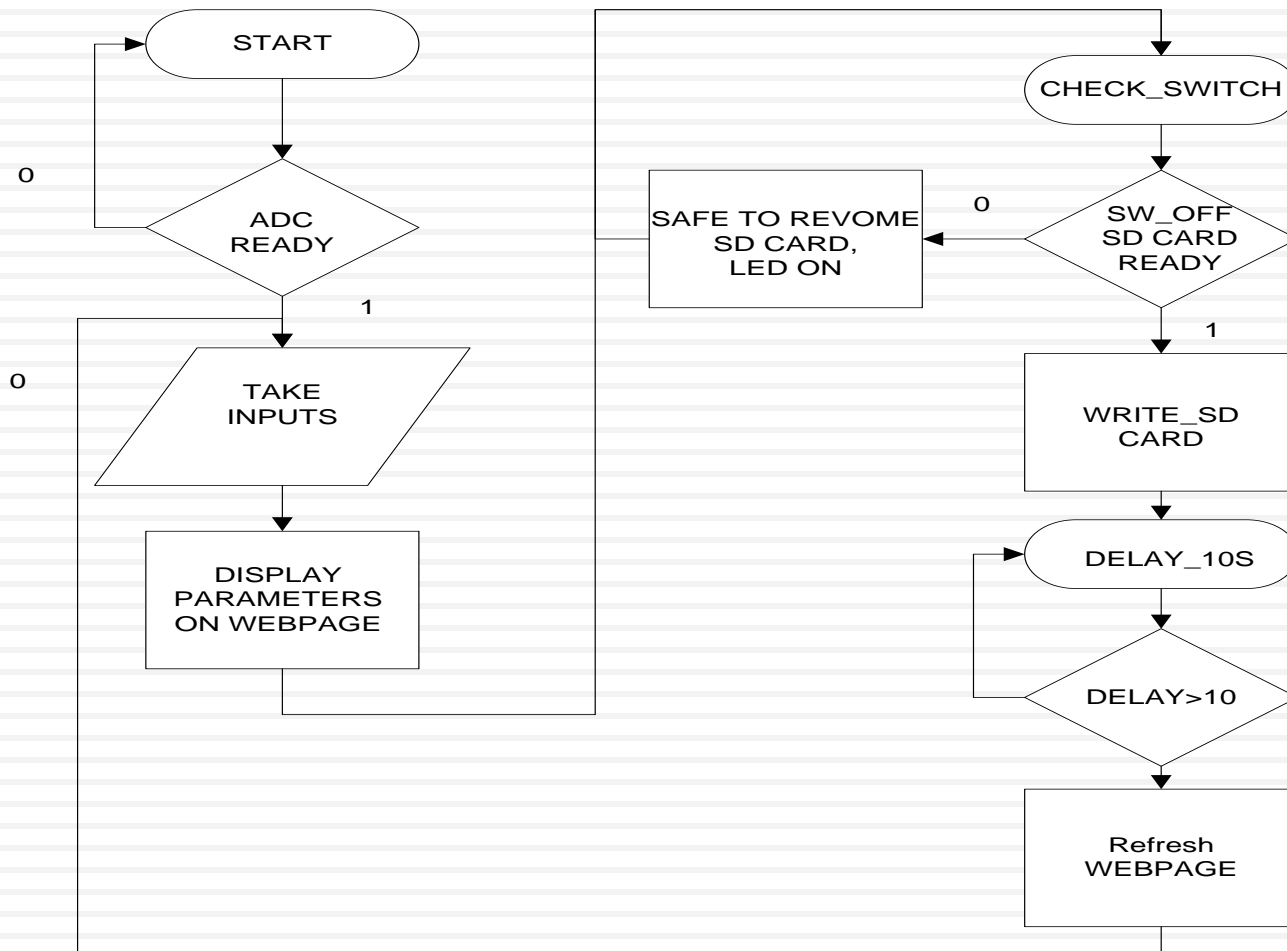 START
0
ADC
READY
1
0
TAKE
INPUTS
DISPLAY
PARAMETERS
ON WEBPAGE
CHECK_SWITCH
SAFE TO REVOME
SD CARD,
LED ON
0
SW_OFF
SD CARD
READY
1
WRITE_SD
CARD
DELAY_10S
DELAY>10
Refresh
WEBPAGE